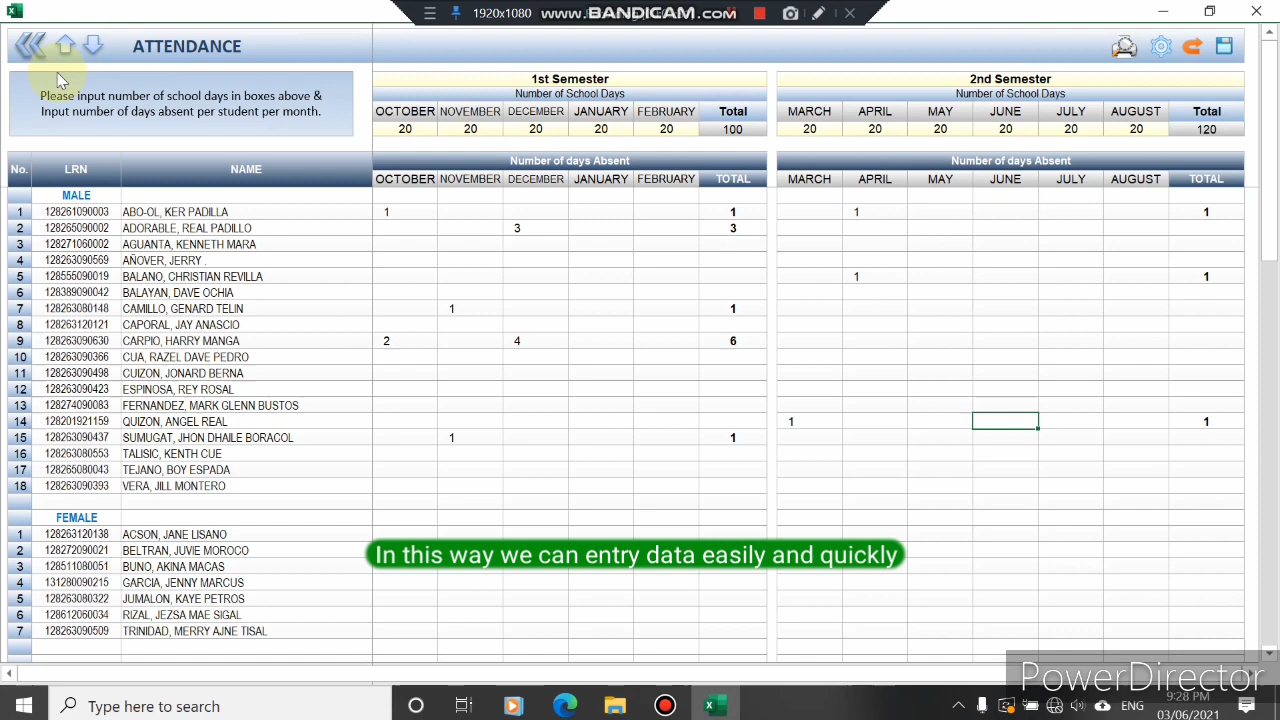 1920x1080 www.BANDICAM.com
ATTENDANCE
Please input number of school days in boxes above &
Input number of days absent per student per month.
1st Semester
Number of School Days
OCTOBER NOVEMBER DECEMBER JANUARY FEBRUARY Total
20 20 20 20 20 100
2nd Semester
Number of School Days
MARCH APRIL MAY JUNE JULY AUGUST Total
20 20 20 20 20 20 120
No. LRN NAME
Number of days Absent
OCTOBER NOVEMBER DECEMBER JANUARY FEBRUARY TOTAL
Number of days Absent
MARCH APRIL MAY JUNE JULY AUGUST TOTAL
MALE
1 128261090003 ABO-OL, KER PADILLA 1 1 1 1
2 128265090002 ADORABLE, REAL PADILLO 3 3
3 128271060002 AGUANTA, KENNETH MARA
4 128263090569 AÑOVER, JERRY .
5 128555090019 BALANO, CHRISTIAN REVILLA 1 1
6 128389090042 BALAYAN, DAVE OCHIA
7 128263080148 CAMILLO, GENARD TELIN 1 1
8 128263120121 CAPORAL, JAY ANASCIO
9 128263090630 CARPIO, HARRY MANGA 2 4 6
10 128263090366 CUA, RAZEL DAVE PEDRO
11 128263090498 CUIZON, JONARD BERNA
12 128263090423 ESPINOSA, REY ROSAL
13 128274090083 FERNANDEZ, MARK GLENN BUSTOS
14 128201921159 QUIZON, ANGEL REAL 1 1
15 128263090437 SUMUGAT, JHON DHAILE BORACOL 1 1
16 128263080553 TALISIC, KENTH CUE
17 128265080043 TEJANO, BOY ESPADA
18 128263090393 VERA, JILL MONTERO
FEMALE
1 128263120138 ACSON, JANE LISANO
2 128272090021 BELTRAN, JUVIE MOROCO
3 128511080051 BUNO, AKINA MACAS
4 131280090215 GARCIA, JENNY MARCUS
5 128263080322 JUMALON, KAYE PETROS
6 128612060034 RIZAL, JEZSA MAE SIGAL
7 128263090509 TRINIDAD, MERRY AJNE TISAL
In this way we can entry data easily and quickly
PowerDirector
Type here to search
ENG
9:28 PM
03/06/2021